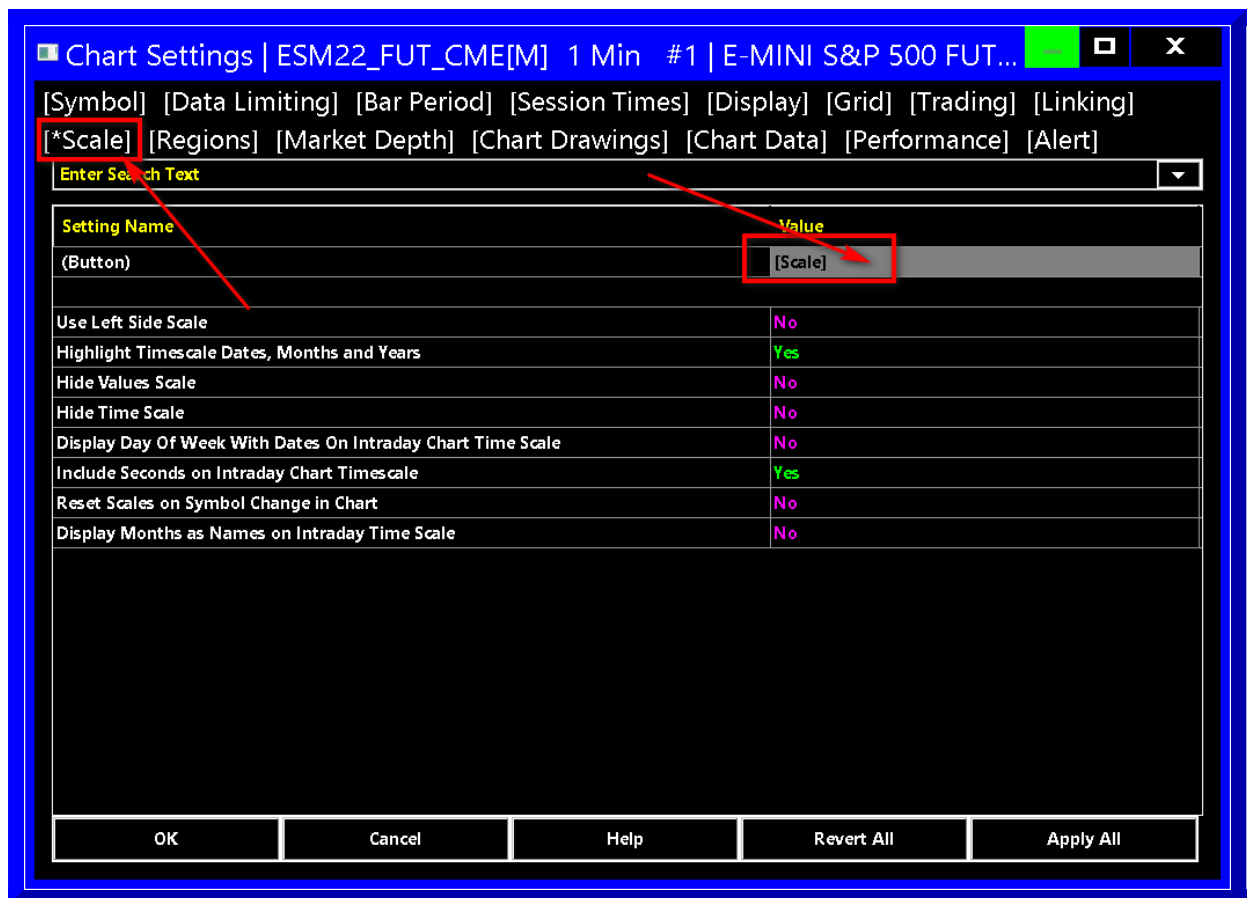 Chart Settings | ESM22_FUT_CME[M]  1 Min   #1 | E-MINI S&P 500 FUT...
[Symbol]  [Data Limiting]  [Bar Period]  [Session Times]  [Display]  [Grid]  [Trading]  [Linking]
[*Scale]  [Regions]  [Market Depth]  [Chart Drawings]  [Chart Data]  [Performance]  [Alert]
Enter Search Text
Setting Name Value
(Button) [Scale]
Use Left Side Scale No
Highlight Timescale Dates, Months and Years Yes
Hide Values Scale No
Hide Time Scale No
Display Day Of Week With Dates On Intraday Chart Time Scale No
Include Seconds on Intraday Chart Timescale Yes
Reset Scales on Symbol Change in Chart No
Display Months as Names on Intraday Time Scale No
OK Cancel Help Revert All Apply All